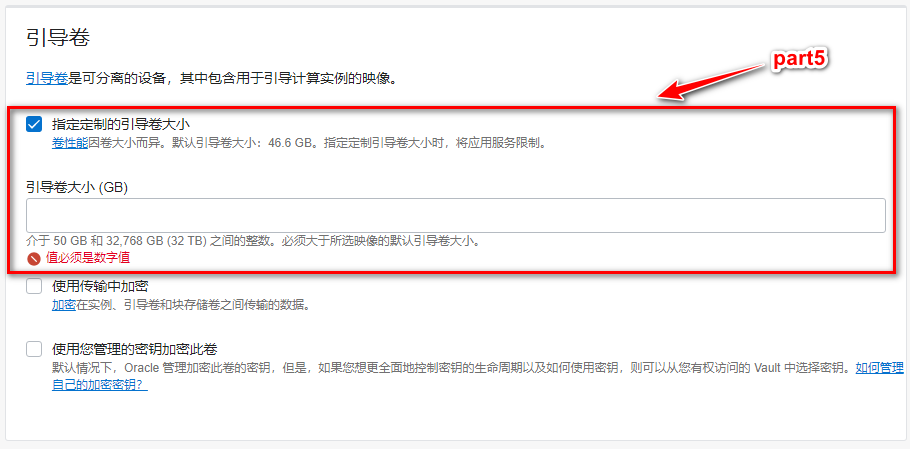 引导卷
part5
引导卷是可分离的设备，其中包含用于引导计算实例的映像。
指定定制的引导卷大小
卷性能因卷大小而异。默认引导卷大小：46.6 GB。指定定制引导卷大小时，将应用服务限制。
引导卷大小 (GB)
介于 50 GB 和 32,768 GB (32 TB) 之间的整数。必须大于所选映像的默认引导卷大小。
值必须是数字值
使用传输中加密
加密在实例、引导卷和块存储卷之间传输的数据。
使用您管理的密钥加密此卷
默认情况下，Oracle 管理加密此卷的密钥，但是，如果您想更全面地控制密钥的生命周期以及如何使用密钥，则可以从您有权访问的 Vault 中选择密钥。如何管理
自己的加密密钥？